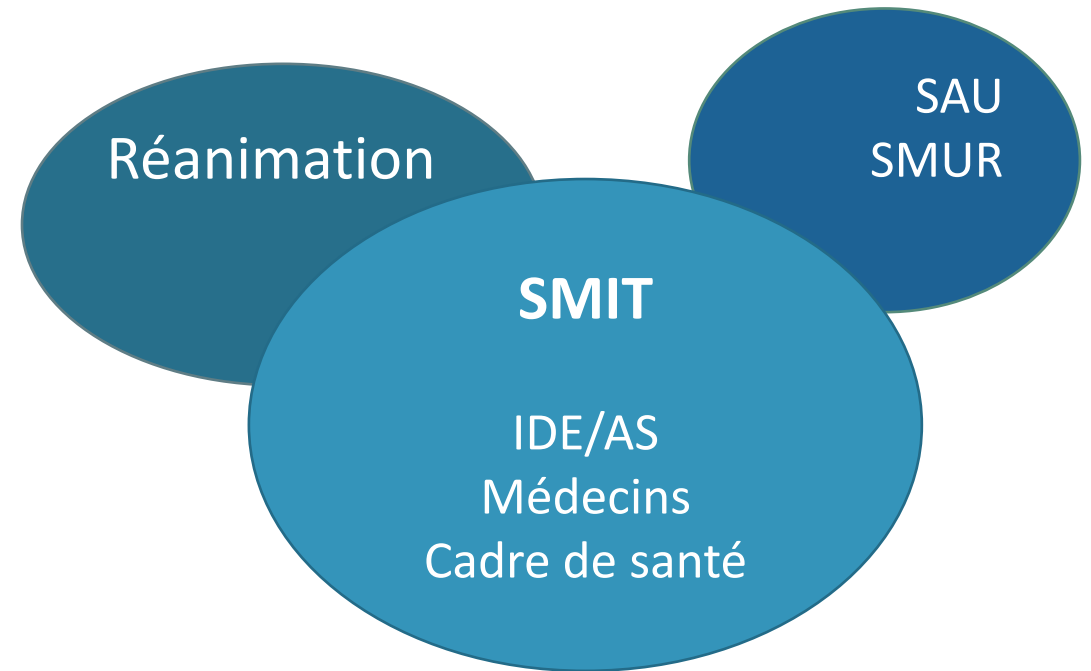 SAU
SMUR
Réanimation
SMIT
IDE/AS
Médecins
Cadre de santé